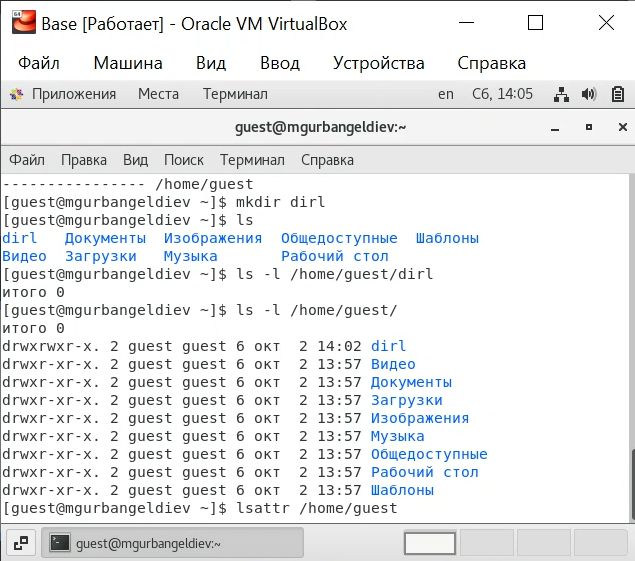 64
Base [Работает] - Oracle VM VirtualBox
Файл Машина Вид Ввод Устройства Справка
Приложения Места Терминал en Сб, 14:05
guest@mgurbangeldiev:~
Файл Правка Вид Поиск Терминал Справка
---------------- /home/guest
[guest@mgurbangeldiev ~]$ mkdir dirl
[guest@mgurbangeldiev ~]$ ls
dirl Документы Изображения Общедоступные Шаблоны
Видео Загрузки Музыка Рабочий стол
[guest@mgurbangeldiev ~]$ ls -l /home/guest/dirl
итого 0
[guest@mgurbangeldiev ~]$ ls -l /home/guest/
итого 0
drwxrwxr-x. 2 guest guest 6 окт 2 14:02 dirl
drwxr-xr-x. 2 guest guest 6 окт 2 13:57 Видео
drwxr-xr-x. 2 guest guest 6 окт 2 13:57 Документы
drwxr-xr-x. 2 guest guest 6 окт 2 13:57 Загрузки
drwxr-xr-x. 2 guest guest 6 окт 2 13:57 Изображения
drwxr-xr-x. 2 guest guest 6 окт 2 13:57 Музыка
drwxr-xr-x. 2 guest guest 6 окт 2 13:57 Общедоступные
drwxr-xr-x. 2 guest guest 6 окт 2 13:57 Рабочий стол
drwxr-xr-x. 2 guest guest 6 окт 2 13:57 Шаблоны
[guest@mgurbangeldiev ~]$ lsattr /home/guest
guest@mgurbangeldiev:~